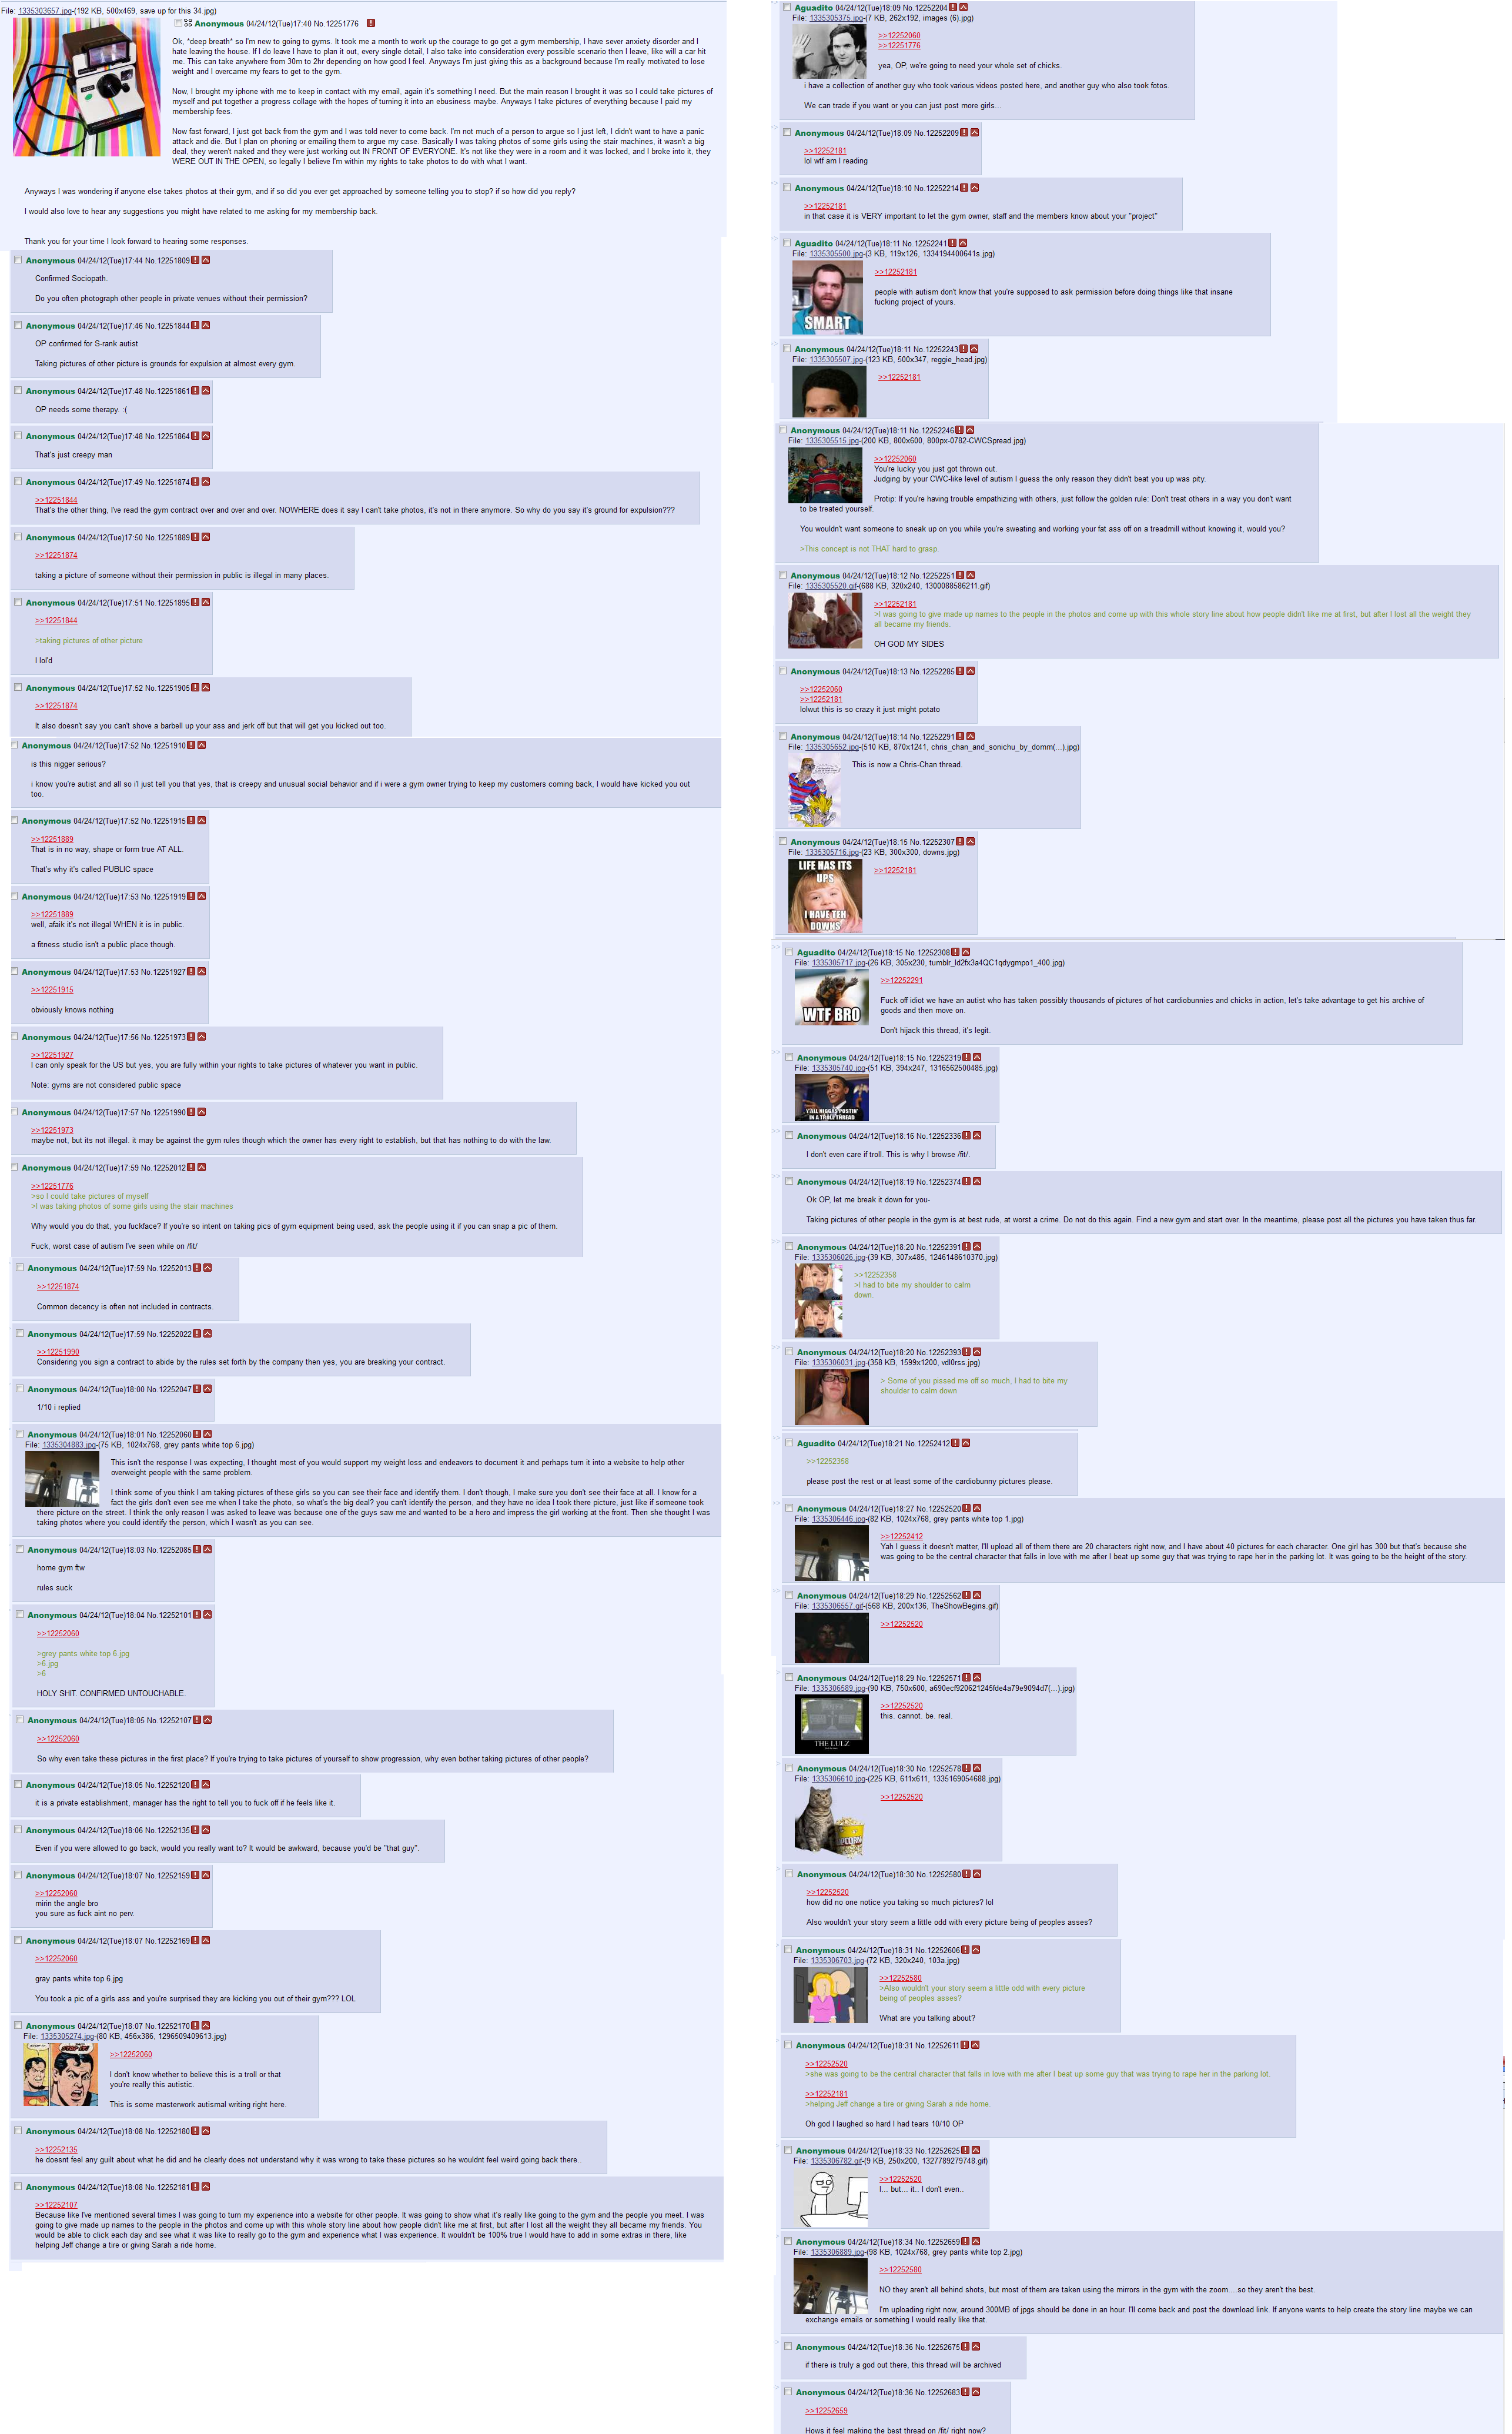 File: 1335303657.jpg-(192 KB, 500x469, save up for this 34.jpg)
Anonymous 04/24/12(Tue)17:40 No.12251776
Ok, *deep breath* so I'm new to gyms. It took me a month to work up the courage to go get a gym membership, I have sever anxiety disorder and I
hate leaving the house. If I do leave I have to plan it out, every single detail, I also take into consideration every possible scenario then I leave, like will a car hit
me. This can take anywhere from 30m to 2hr depending on how good I feel. Anyways I'm just giving this as a background because I'm really motivated to lose
weight and I overcame my fears to get to the gym.
Now, I brought my iphone with me to keep in contact with my email, again it's something I need. But the main reason I brought it was so I could take pictures of
myself and put together a progress collage with the hopes of turning it into an ebusiness maybe. Anyways I take pictures of everything because I paid my
membership fees.
Now fast forward, I just got back from the gym and I was told never to come back. I'm not much of a person to argue so I just left, I didn't want to have a panic
attack and die. But I plan on phoning or emailing them to argue my case. Basically I was taking photos of some girls using the stair machines, it wasn't a big
deal, they weren't naked and they were just working out IN FRONT OF EVERYONE. It's not like they were in a room and it was locked, and I broke into it, they
WERE OUT IN THE OPEN, so legally I believe I'm within my rights to take photos to do with what I want.
Anyways I was wondering if anyone else takes photos at their gym, and if so did you ever get approached by someone telling you to stop? if so how did you reply?
I would also love to hear any suggestions you might have related to me asking for my membership back.
Thank you for your time I look forward to hearing some responses.
Anonymous 04/24/12(Tue)17:44 No.12251809
Confirmed Sociopath.
Do you often photograph other people in private venues without their permission?
Anonymous 04/24/12(Tue)17:46 No.12251844
OP confirmed for S-rank autist
Taking pictures of other picture is grounds for expulsion at almost every gym.
Anonymous 04/24/12(Tue)17:48 No.12251861
OP needs some therapy. :(
Anonymous 04/24/12(Tue)17:48 No.12251864
That's just creepy man
Anonymous 04/24/12(Tue)17:49 No.12251874
>>12251844
That's the other thing, I've read the gym contract over and over and over. NOWHERE does it say I can't take photos, it's not in there anymore. So why do you say it's ground for expulsion???
Anonymous 04/24/12(Tue)17:50 No.12251889
>>12251874
taking a picture of someone without their permission in public is illegal in many places.
Anonymous 04/24/12(Tue)17:51 No.12251895
>>12251844
>taking pictures of other picture
I lol'd
Anonymous 04/24/12(Tue)17:52 No.12251905
>>12251874
It also doesn't say you can't shove a barbell up your ass and jerk off but that will get you kicked out too.
Anonymous 04/24/12(Tue)17:52 No.12251910
is this nigger serious?
i know you're autist and all so i'l just tell you that yes, that is creepy and unusual social behavior and if i were a gym owner trying to keep my customers coming back, I would have kicked you out
too.
Anonymous 04/24/12(Tue)17:52 No.12251915
>>12251889
That is in no way, shape or form true AT ALL.
That's why it's called PUBLIC space
Anonymous 04/24/12(Tue)17:53 No.12251919
>>12251889
well, afaik it's not illegal WHEN it is in public.
a fitness studio isn't a public place though.
Anonymous 04/24/12(Tue)17:53 No.12251927
>>12251915
obviously knows nothing
Anonymous 04/24/12(Tue)17:56 No.12251973
>>12251927
I can only speak for the US but yes, you are fully within your rights to take pictures of whatever you want in public.
Note: gyms are not considered public space
Anonymous 04/24/12(Tue)17:57 No.12251990
>>12251973
maybe not, but its not illegal. it may be against the gym rules though which the owner has every right to establish, but that has nothing to do with the law.
Anonymous 04/24/12(Tue)17:59 No.12252012
>>12251776
>so I could take pictures of myself
>I was taking photos of some girls using the stair machines
Why would you do that, you fuckface? If you're so intent on taking pics of gym equipment being used, ask the people using it if you can snap a pic of them.
Fuck, worst case of autism I've seen while on /fit/
Anonymous 04/24/12(Tue)17:59 No.12252013
>>12251874
Common decency is often not included in contracts.
Anonymous 04/24/12(Tue)17:59 No.12252022
>>12251990
Considering you sign a contract to abide by the rules set forth by the company then yes, you are breaking your contract.
Anonymous 04/24/12(Tue)18:00 No.12252047
1/10 i replied
Anonymous 04/24/12(Tue)18:01 No.12252060
File: 1335304883.jpg-(75 KB, 1024x768, grey pants white top 6.jpg)
This isn't the response I was expecting, I thought most of you would support my weight loss and endeavors to document it and perhaps turn it into a website to help other
overweight people with the same problem.
I think some of you think I am taking pictures of these girls so you can see their face and identify them. I don't though, I make sure you don't see their face at all. I know for a
fact the girls don't even see me when I take the photo, so what's the big deal? you can't identify the person, and they have no idea I took there picture, just like if someone took
there picture on the street. I think the only reason I was asked to leave was because one of the guys saw me and wanted to be a hero and impress the girl working at the front. Then she thought I was
taking photos where you could identify the person, which I wasn't as you can see.
Anonymous 04/24/12(Tue)18:03 No.12252085
home gym ftw
rules suck
Anonymous 04/24/12(Tue)18:04 No.12252101
>>12252060
>grey pants white top 6.jpg
>6.jpg
>6
HOLY SHIT. CONFIRMED UNTOUCHABLE.
Anonymous 04/24/12(Tue)18:05 No.12252107
>>12252060
So why even take these pictures in the first place? If you're trying to take pictures of yourself to show progression, why even bother taking pictures of other people?
Anonymous 04/24/12(Tue)18:05 No.12252120
it is a private establishment, manager has the right to tell you to fuck off if he feels like it.
Anonymous 04/24/12(Tue)18:06 No.12252135
Even if you were allowed to go back, would you really want to? It would be awkward, because you'd be "that guy".
Anonymous 04/24/12(Tue)18:07 No.12252159
>>12252060
mirin the angle bro
you sure as fuck aint no perv.
Anonymous 04/24/12(Tue)18:07 No.12252169
>>12252060
gray pants white top 6.jpg
You took a pic of a girls ass and you're surprised they are kicking you out of their gym??? LOL
Anonymous 04/24/12(Tue)18:07 No.12252170
File: 1335305274.jpg-(80 KB, 456x386, 1296509409613.jpg)
>>12252060
I don't know whether to believe this is a troll or that
you're really this autistic.
This is some masterwork autismal writing right here.
Anonymous 04/24/12(Tue)18:08 No.12252180
>>12252135
he doesnt feel any guilt about what he did and he clearly does not understand why it was wrong to take these pictures so he wouldnt feel weird going back there..
Anonymous 04/24/12(Tue)18:08 No.12252181
>>12252107
Because like I've mentioned several times I was going to turn my experience into a website for other people. It was going to show what it's really like going to the gym and the people you meet. I was
going to give made up names to the people in the photos and come up with this whole story line about how people didn't like me at first, but after I lost all the weight they all became my friends. You
would be able to click each day and see what it was like to really go to the gym and experience what I was experience. It wouldn't be 100% true I would have to add in some extras in there, like
helping Jeff change a tire or giving Sarah a ride home.
Aguadito 04/24/12(Tue)18:09 No.12252204
File: 1335305375.jpg-(7 KB, 262x192, images (6).jpg)
>>12252060
>>12251776
yea, OP, we're going to need your whole set of chicks.
i have a collection of another guy who took various videos posted here, and another guy who also took fotos.
We can trade if you want or you can just post more girls...
Anonymous 04/24/12(Tue)18:09 No.12252209
>>12252181
lol wtf am I reading
Anonymous 04/24/12(Tue)18:10 No.12252214
>>12252181
in that case it is VERY important to let the gym owner, staff and the members know about your "project"
Aguadito 04/24/12(Tue)18:11 No.12252241
File: 1335305500.jpg-(3 KB, 119x126, 1334194400641s.jpg)
>>12252181
people with autism don't know that you're supposed to ask permission before doing things like that insane
fucking project of yours.
SMART
Anonymous 04/24/12(Tue)18:11 No.12252243
File: 1335305507.jpg-(123 KB, 500x347, reggie_head.jpg)
>>12252181
Anonymous 04/24/12(Tue)18:11 No.12252246
File: 1335305515.jpg-(200 KB, 800x600, 800px-0782-CWCSpread.jpg)
>>12252060
You're lucky you just got thrown out.
Judging by your CWC-like level of autism I guess the only reason they didn't beat you up was pity.
Protip: If you're having trouble empathizing with others, just follow the golden rule: Don't treat others in a way you don't want
to be treated yourself.
You wouldn't want someone to sneak up on you while you're sweating and working your fat ass off on a treadmill without knowing it, would you?
>This concept is not THAT hard to grasp.
Anonymous 04/24/12(Tue)18:12 No.12252251
File: 1335305520.gif-(688 KB, 320x240, 1300088586211.gif)
>>12252181
>I was going to give made up names to the people in the photos and come up with this whole story line about how people didn't like me at first, but after I lost all the weight they
all became my friends.
OH GOD MY SIDES
Anonymous 04/24/12(Tue)18:13 No.12252285
>>12252060
>>12252181
lolwut this is so crazy it just might potato
Anonymous 04/24/12(Tue)18:14 No.12252291
File: 1335305652.jpg-(510 KB, 870x1241, chris_chan_and_sonichu_by_domm(...).jpg)
This is now a Chris-Chan thread.
Anonymous 04/24/12(Tue)18:15 No.12252307
File: 1335305716.jpg-(23 KB, 300x300, downs.jpg)
>>12252181
LIFE HAS ITS
UPS
I HAVE TEH
DOWNS
Aguadito 04/24/12(Tue)18:15 No.12252308
File: 1335305717.jpg-(26 KB, 305x230, tumblr_ld2fx3a4QC1qdygmpo1_400.jpg)
>>12252291
WTF BRO
Fuck off idiot we have an autist who has taken possibly thousands of pictures of hot cardiobunnies and chicks in action, let's take advantage to get his archive of
goods and then move on.
Don't hijack this thread, it's legit.
Anonymous 04/24/12(Tue)18:15 No.12252319
File: 1335305740.jpg-(51 KB, 394x247, 1316562500485.jpg)
Y'ALL NIGGAS POSTIN'
IN A TROLL THREAD
Anonymous 04/24/12(Tue)18:16 No.12252336
I don't even care if troll. This is why I browse /fit/.
Anonymous 04/24/12(Tue)18:19 No.12252374
Ok OP, let me break it down for you-
Taking pictures of other people in the gym is at best rude, at worst a crime. Do not do this again. Find a new gym and start over. In the meantime, please post all the pictures you have taken thus far.
Anonymous 04/24/12(Tue)18:20 No.12252391
File: 1335306026.jpg-(39 KB, 307x485, 1246148610370.jpg)
>>12252358
>I had to bite my shoulder to calm
down.
Anonymous 04/24/12(Tue)18:20 No.12252393
File: 1335306031.jpg-(358 KB, 1599x1200, vdl0rss.jpg)
> Some of you pissed me off so much, I had to bite my
shoulder to calm down
Aguadito 04/24/12(Tue)18:21 No.12252412
>>12252358
please post the rest or at least some of the cardiobunny pictures please.
Anonymous 04/24/12(Tue)18:27 No.12252520
File: 1335306446.jpg-(82 KB, 1024x768, grey pants white top 1.jpg)
>>12252412
Yah I guess it doesn't matter, I'll upload all of them there are 20 characters right now, and I have about 40 pictures for each character. One girl has 300 but that's because she
was going to be the central character that falls in love with me after I beat up some guy that was trying to rape her in the parking lot. It was going to be the height of the story.
Anonymous 04/24/12(Tue)18:29 No.12252562
File: 1335306557.gif-(568 KB, 200x136, TheShowBegins.gif)
>>12252520
Anonymous 04/24/12(Tue)18:29 No.12252571
File: 1335306589.jpg-(90 KB, 750x600, a690ecf920621245fde4a79e9094d7(...).jpg)
>>12252520
this. cannot. be. real.
THE LULZ
Anonymous 04/24/12(Tue)18:30 No.12252578
File: 1335306610.jpg-(225 KB, 611x611, 1335169054688.jpg)
>>12252520
Anonymous 04/24/12(Tue)18:30 No.12252580
>>12252520
how did no one notice you taking so much pictures? lol
Also wouldn't your story seem a little odd with every picture being of peoples asses?
Anonymous 04/24/12(Tue)18:31 No.12252606
File: 1335306703.jpg-(72 KB, 320x240, 103a.jpg)
>>12252580
>Also wouldn't your story seem a little odd with every picture
being of peoples asses?
What are you talking about?
Anonymous 04/24/12(Tue)18:31 No.12252611
>>12252520
>she was going to be the central character that falls in love with me after I beat up some guy that was trying to rape her in the parking lot.
>>12252181
>helping Jeff change a tire or giving Sarah a ride home.
Oh god I laughed so hard I had tears 10/10 OP
Anonymous 04/24/12(Tue)18:33 No.12252625
File: 1335306782.gif-(9 KB, 250x200, 1327789279748.gif)
>>12252520
I... but... it.. I don't even..
Anonymous 04/24/12(Tue)18:34 No.12252659
File: 1335306889.jpg-(98 KB, 1024x768, grey pants white top 2.jpg)
>>12252580
NO they aren't all behind shots, but most of them are taken using the mirrors in the gym with the zoom....so they aren't the best.
I'm uploading right now, around 300MB of jpgs should be done in an hour. I'll come back and post the download link. If anyone wants to help create the story line maybe we can
exchange emails or something I would really like that.
Anonymous 04/24/12(Tue)18:36 No.12252675
if there is truly a god out there, this thread will be archived
Anonymous 04/24/12(Tue)18:36 No.12252683
>>12252659
Hows it feel making the best thread on /fit/ right now?